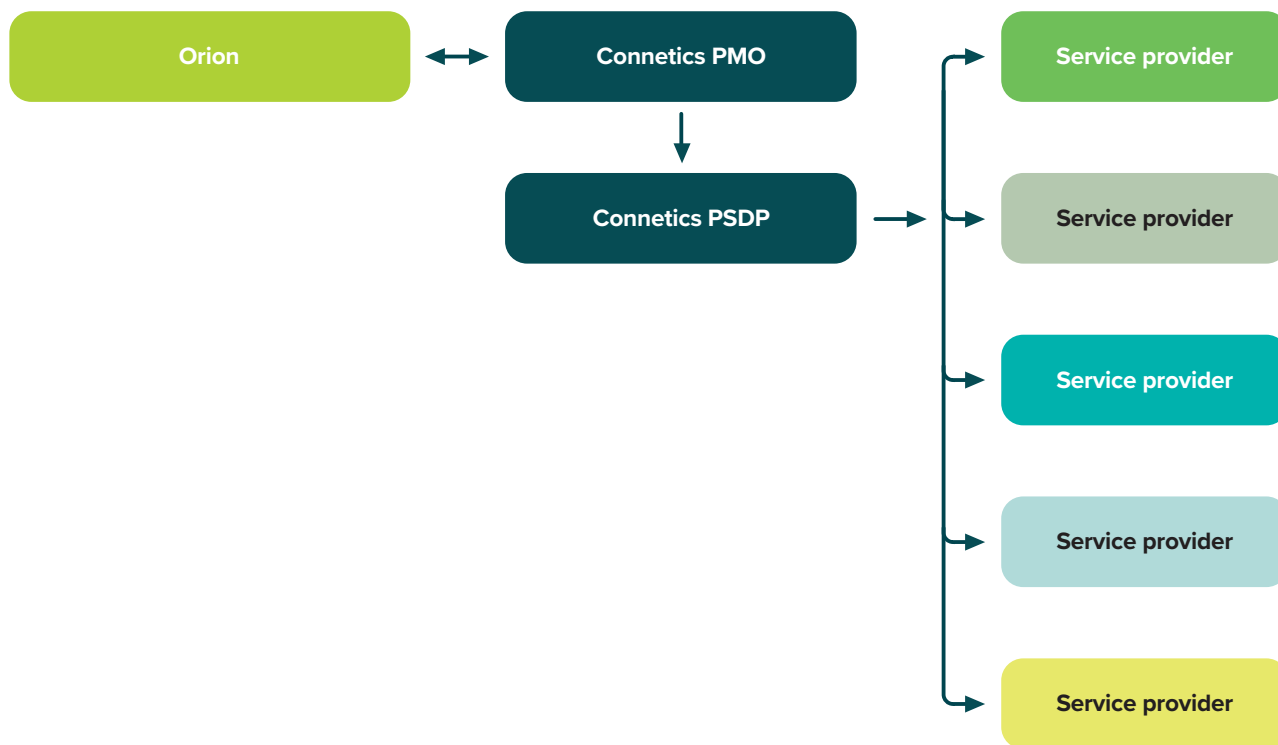 Orion
Connetics PMO
Service provider
Connetics PSDP
Service provider
Service provider
Service provider
Service provider